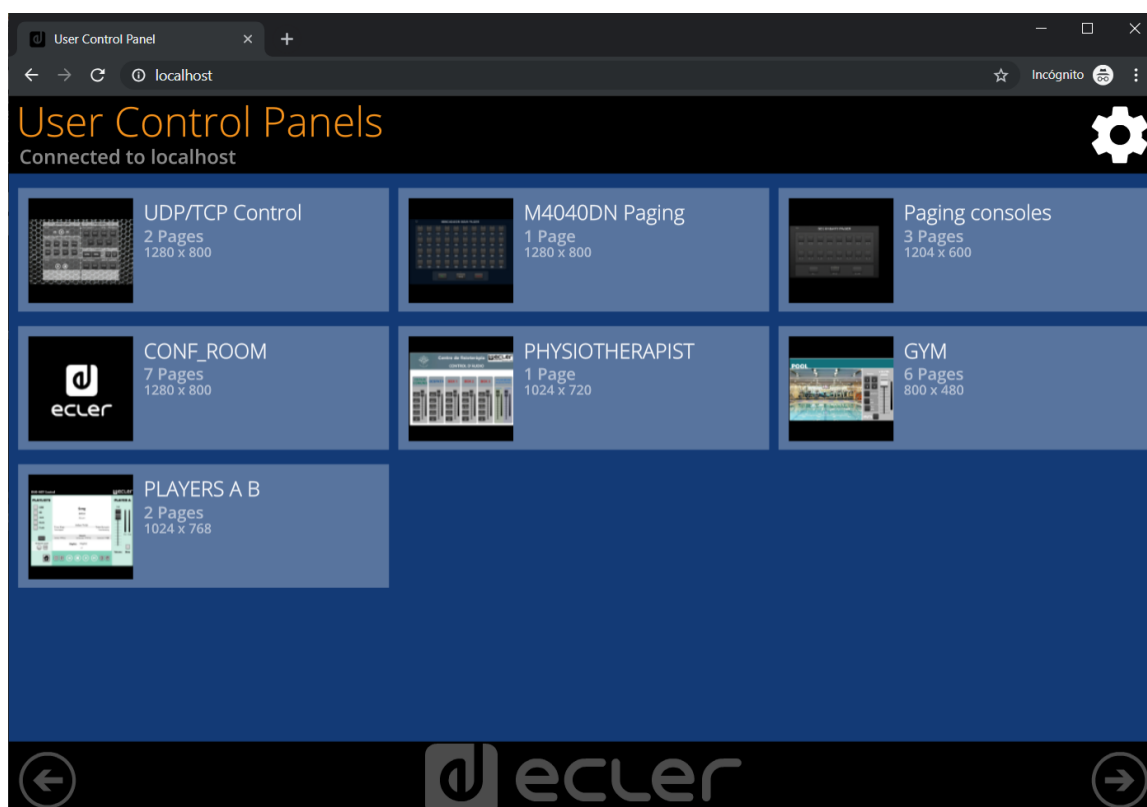 User Control Panel
localhost
Incógnito
User Control Panels
Connected to localhost
UDP/TCP Control
2 Pages
1280 x 800
M4040DN Paging
1 Page
1280 x 800
Paging consoles
3 Pages
1204 x 600
ecler
CONF_ROOM
7 Pages
1280 x 800
PHYSIOTHERAPIST
1 Page
1024 x 720
POOL
GYM
6 Pages
800 x 480
PLAYERS A B
2 Pages
1024 x 768
ecler